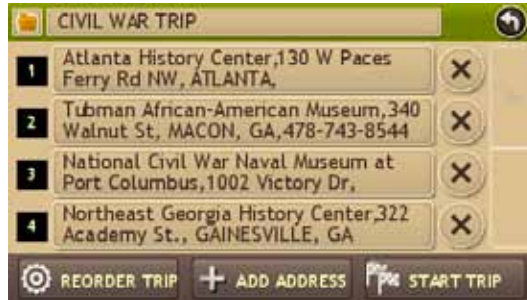 CIVIL WAR TRIP
1
Atlanta History Center,130 W Paces
Ferry Rd NW, ATLANTA,
2
Tubman African-American Museum,340
Walnut St, MACON, GA,478-743-8544
3
National Civil War Naval Museum at
Port Columbus,1002 Victory Dr,
4
Northeast Georgia History Center,322
Academy St., GAINESVILLE, GA
REORDER TRIP ADD ADDRESS START TRIP